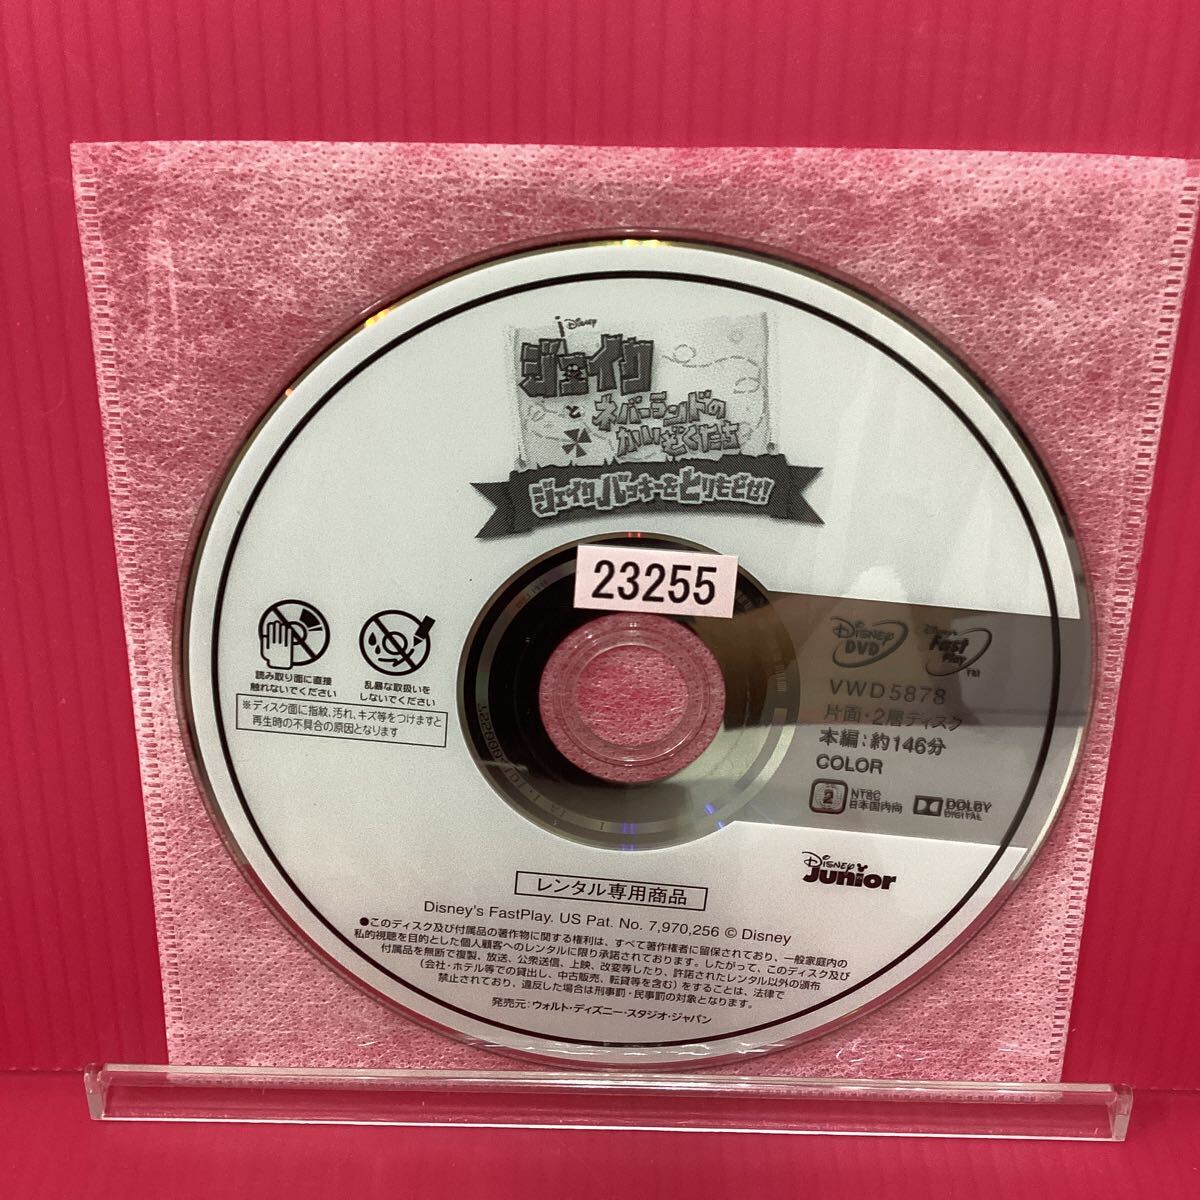 Disney
ジェイク
と
ネバーランドの
かいぞくたち
ジェイク バッキーをとりもどせ!
23255
読み取り面に直接
触れないでください
乱暴な取扱いを
しないでください
※ディスク面に指紋、汚れ、キズ等をつけますと
再生時の不具合の原因となります
Disney
DVD
Disney's
Fast
Play
TM
VWD5878
片面・2層ディスク
本編:約146分
COLOR
2
NTSC
日本国内向
DOLBY
DIGITAL
Disney
Junior
レンタル専用商品
Disney's FastPlay. US Pat. No. 7,970,256 © Disney
●このディスク及び付属品の著作物に関する権利は、すべて著作権者に留保されており、一般家庭内の
私的視聴を目的とした個人顧客へのレンタルに限り承諾されております。したがって、このディスク及び
付属品を無断で複製、放送、公衆送信、上映、改変等したり、許諾されたレンタル以外の頒布
(会社・ホテル等での貸出し、中古販売、転貸等を含む)をすることは、法律で
禁止されており、違反した場合は刑事罰・民事罰の対象となります。
発売元:ウォルト・ディズニー・スタジオ・ジャパン